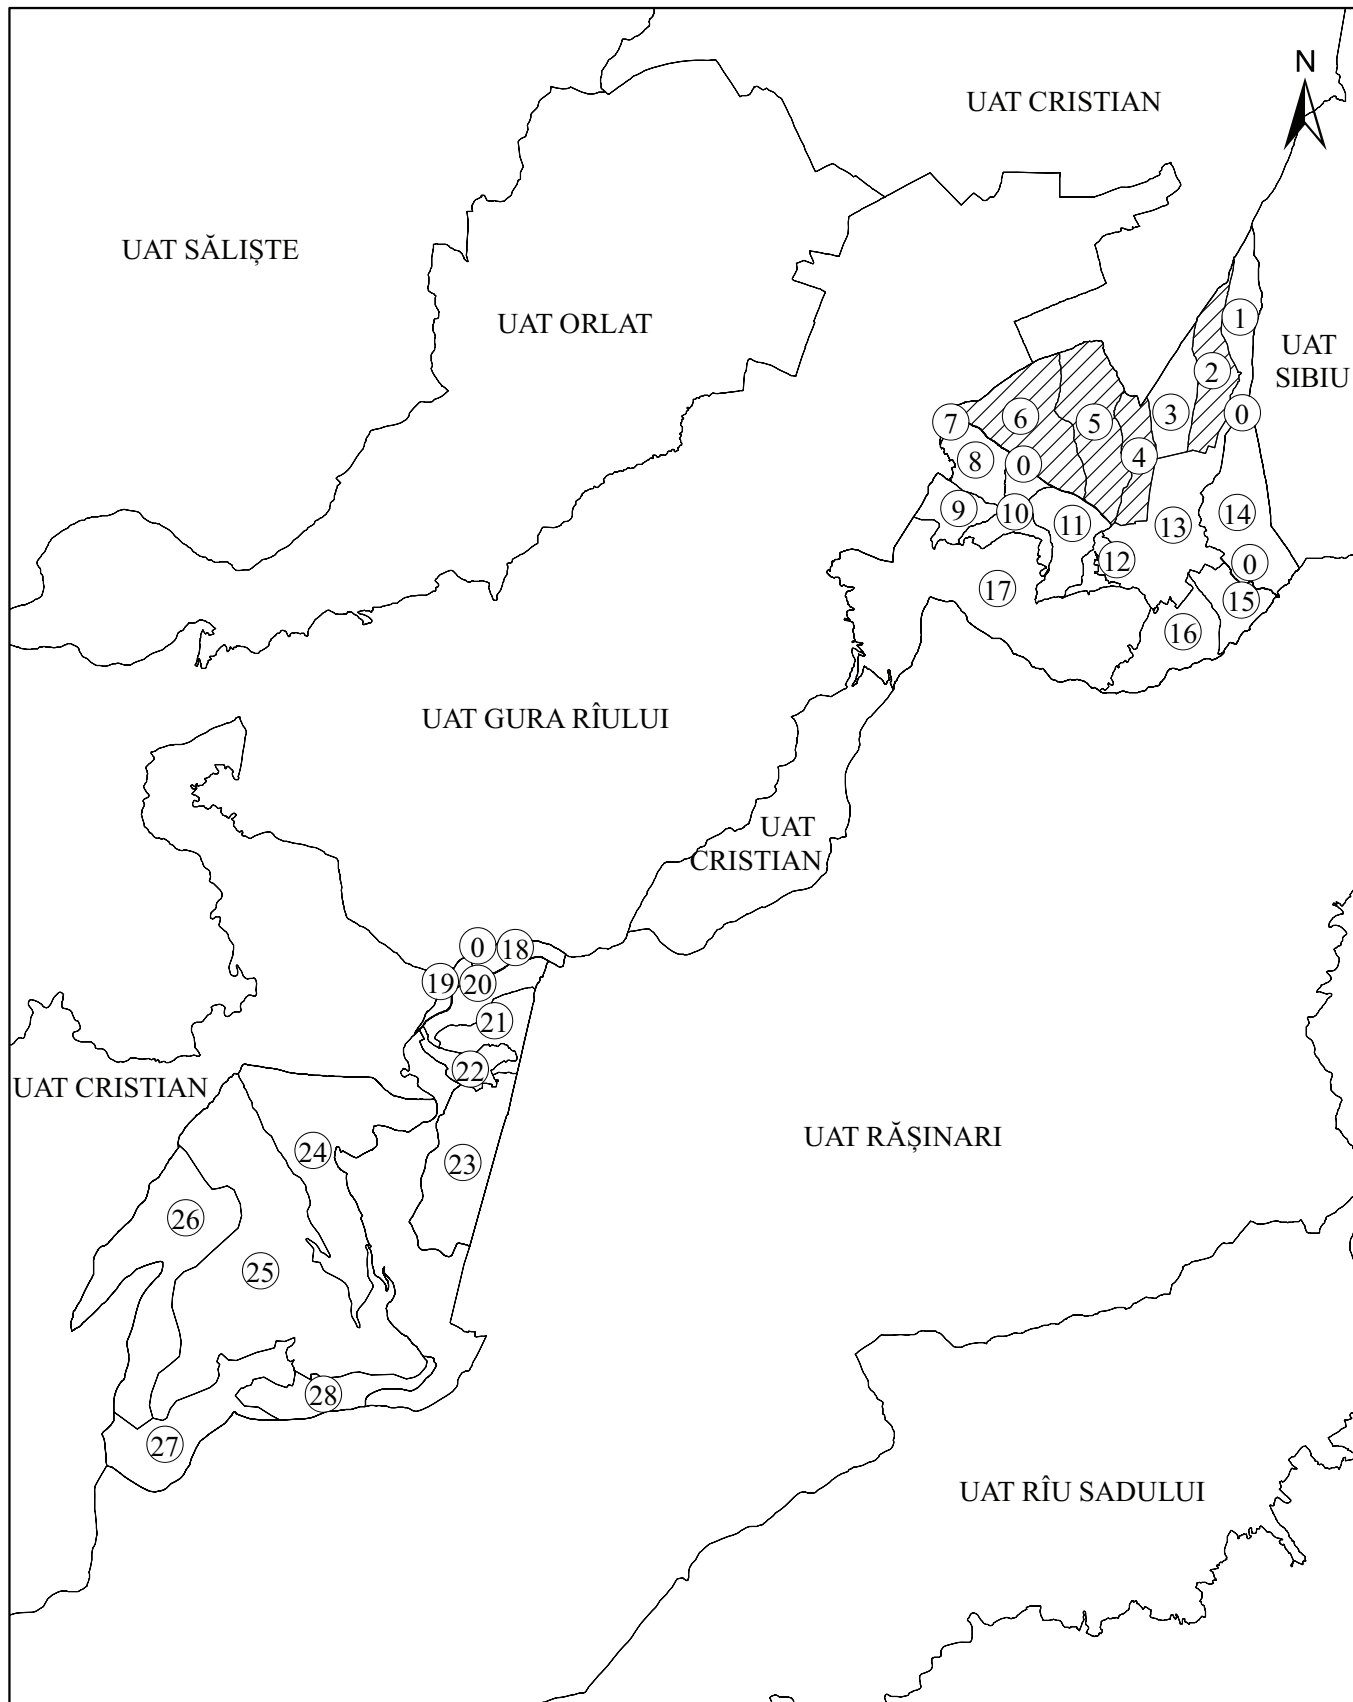 N
UAT CRISTIAN
UAT SĂLIȘTE
UAT ORLAT
1
UAT
SIBIU
2
3
0
7
6
5
4
8
0
9
10
11
13
14
12
0
17
15
16
UAT GURA RÎULUI
UAT
CRISTIAN
0
18
19
20
21
22
UAT CRISTIAN
24
23
UAT RĂȘINARI
26
25
28
27
UAT RÎU SADULUI